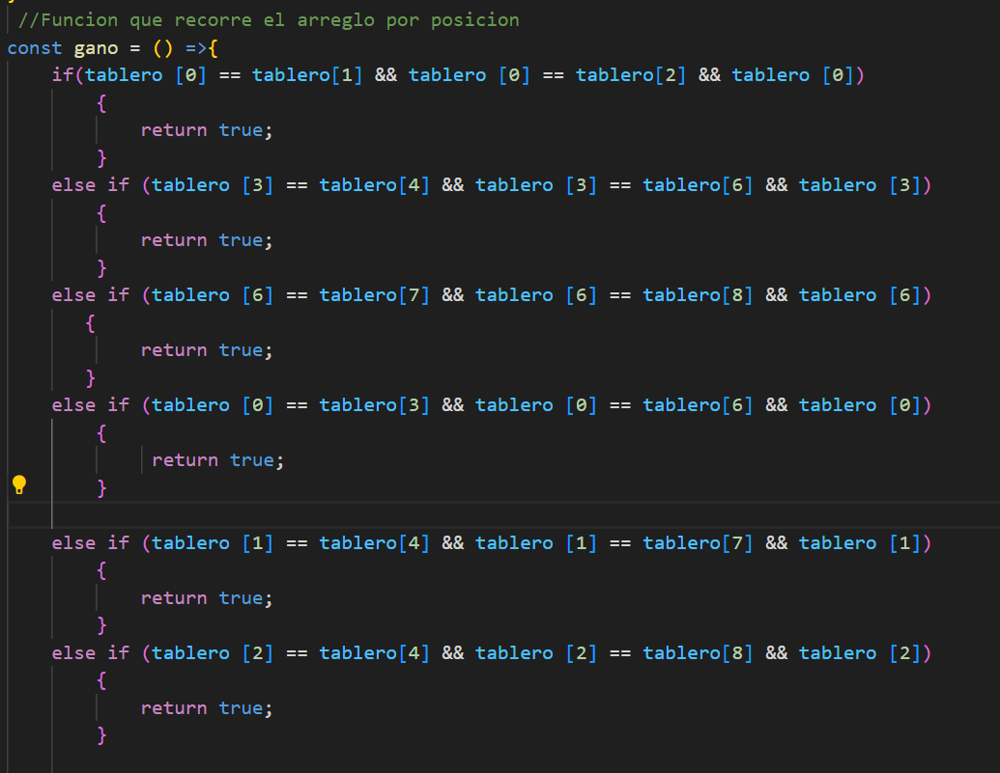 //Funcion que recorre el arreglo por posicion
const gano = () =>{
if(tablero [0] == tablero[1] && tablero [0] == tablero[2] && tablero [0])
{
return true;
}
else if (tablero [3] == tablero[4] && tablero [3] == tablero[6] && tablero [3])
{
return true;
}
else if (tablero [6] == tablero[7] && tablero [6] == tablero[8] && tablero [6])
{
return true;
}
else if (tablero [0] == tablero[3] && tablero [0] == tablero[6] && tablero [0])
{
return true;
}
else if (tablero [1] == tablero[4] && tablero [1] == tablero[7] && tablero [1])
{
return true;
}
else if (tablero [2] == tablero[4] && tablero [2] == tablero[8] && tablero [2])
{
return true;
}